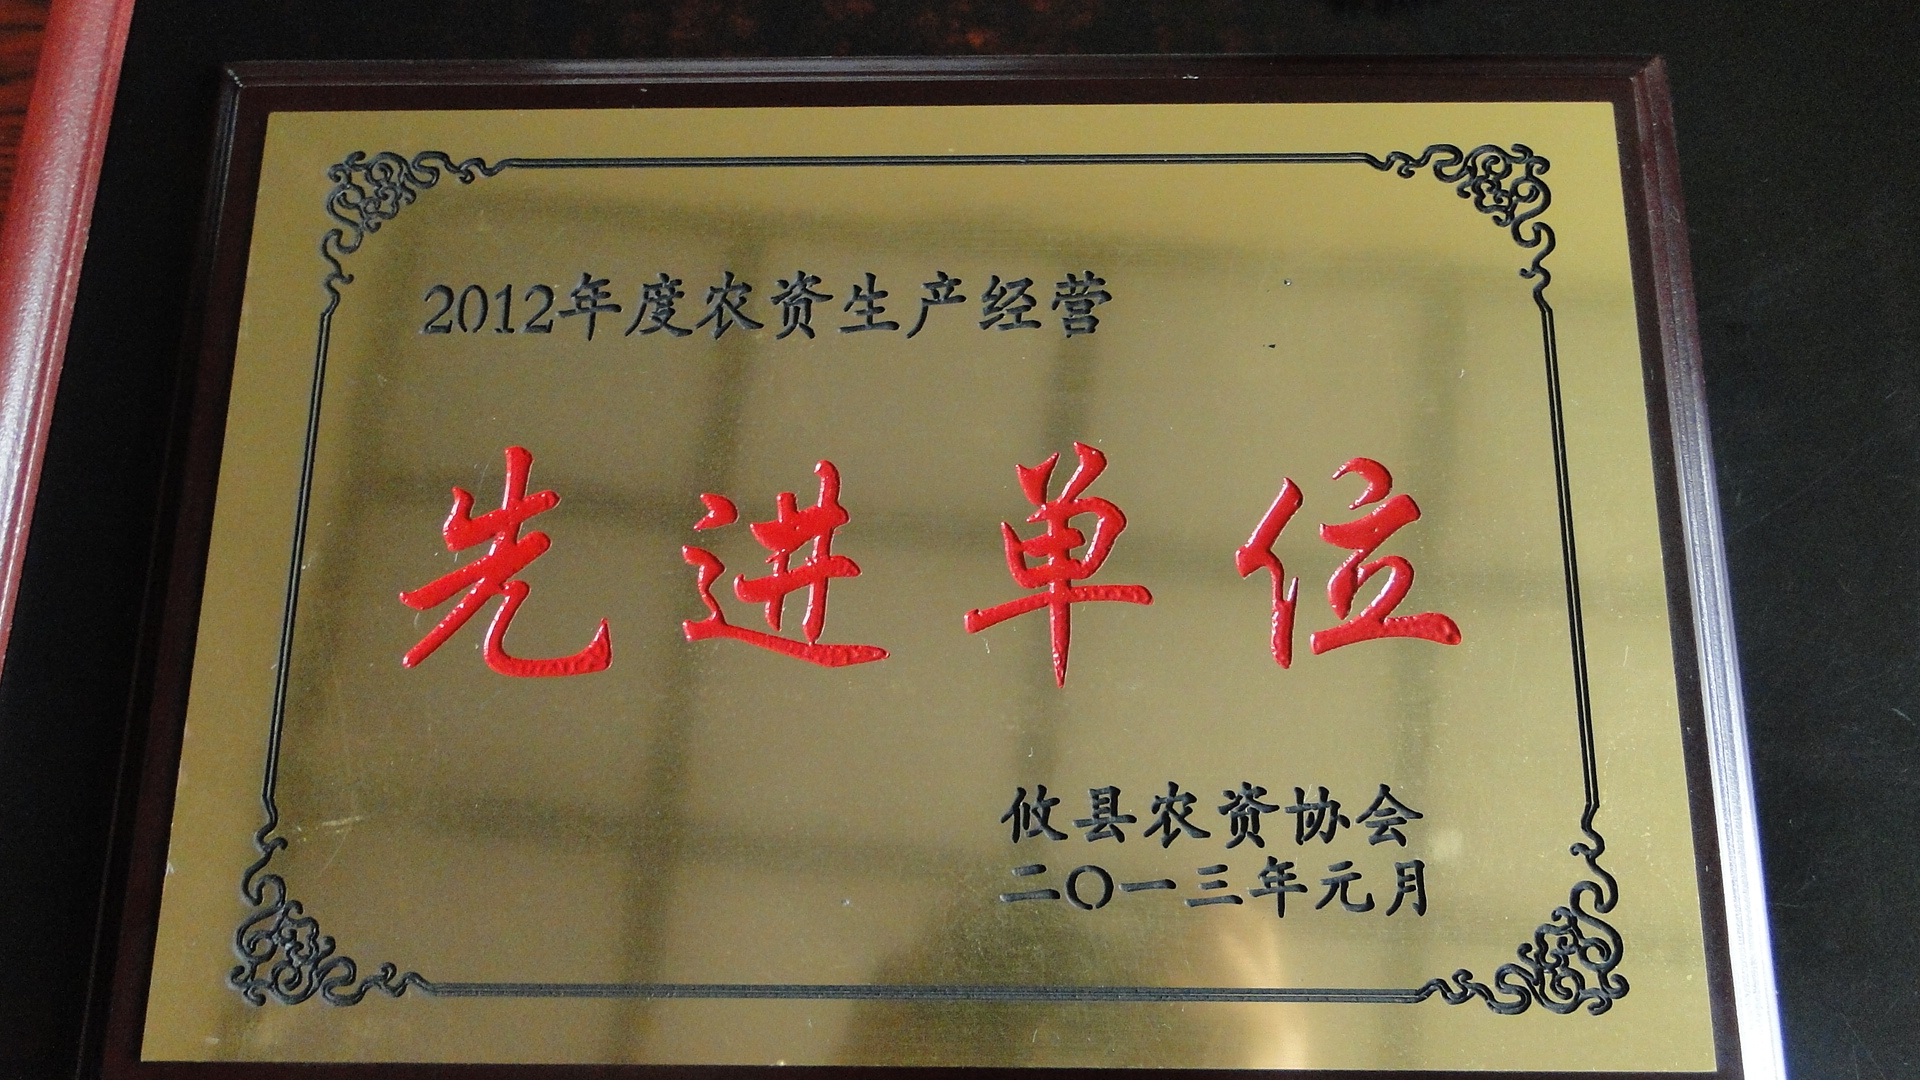 2012年度农资生产经营
先进单位
攸县农资协会
二〇一三年元月